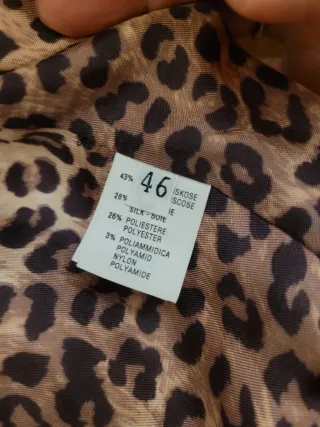 43% 46 ISKOSE
ISCOSE
28%
SILK - SOIE IE
26% POLIESTERE
POLYESTER
3% POLIAMMIDICA
POLYAMID
NYLON
POLYAMIDE